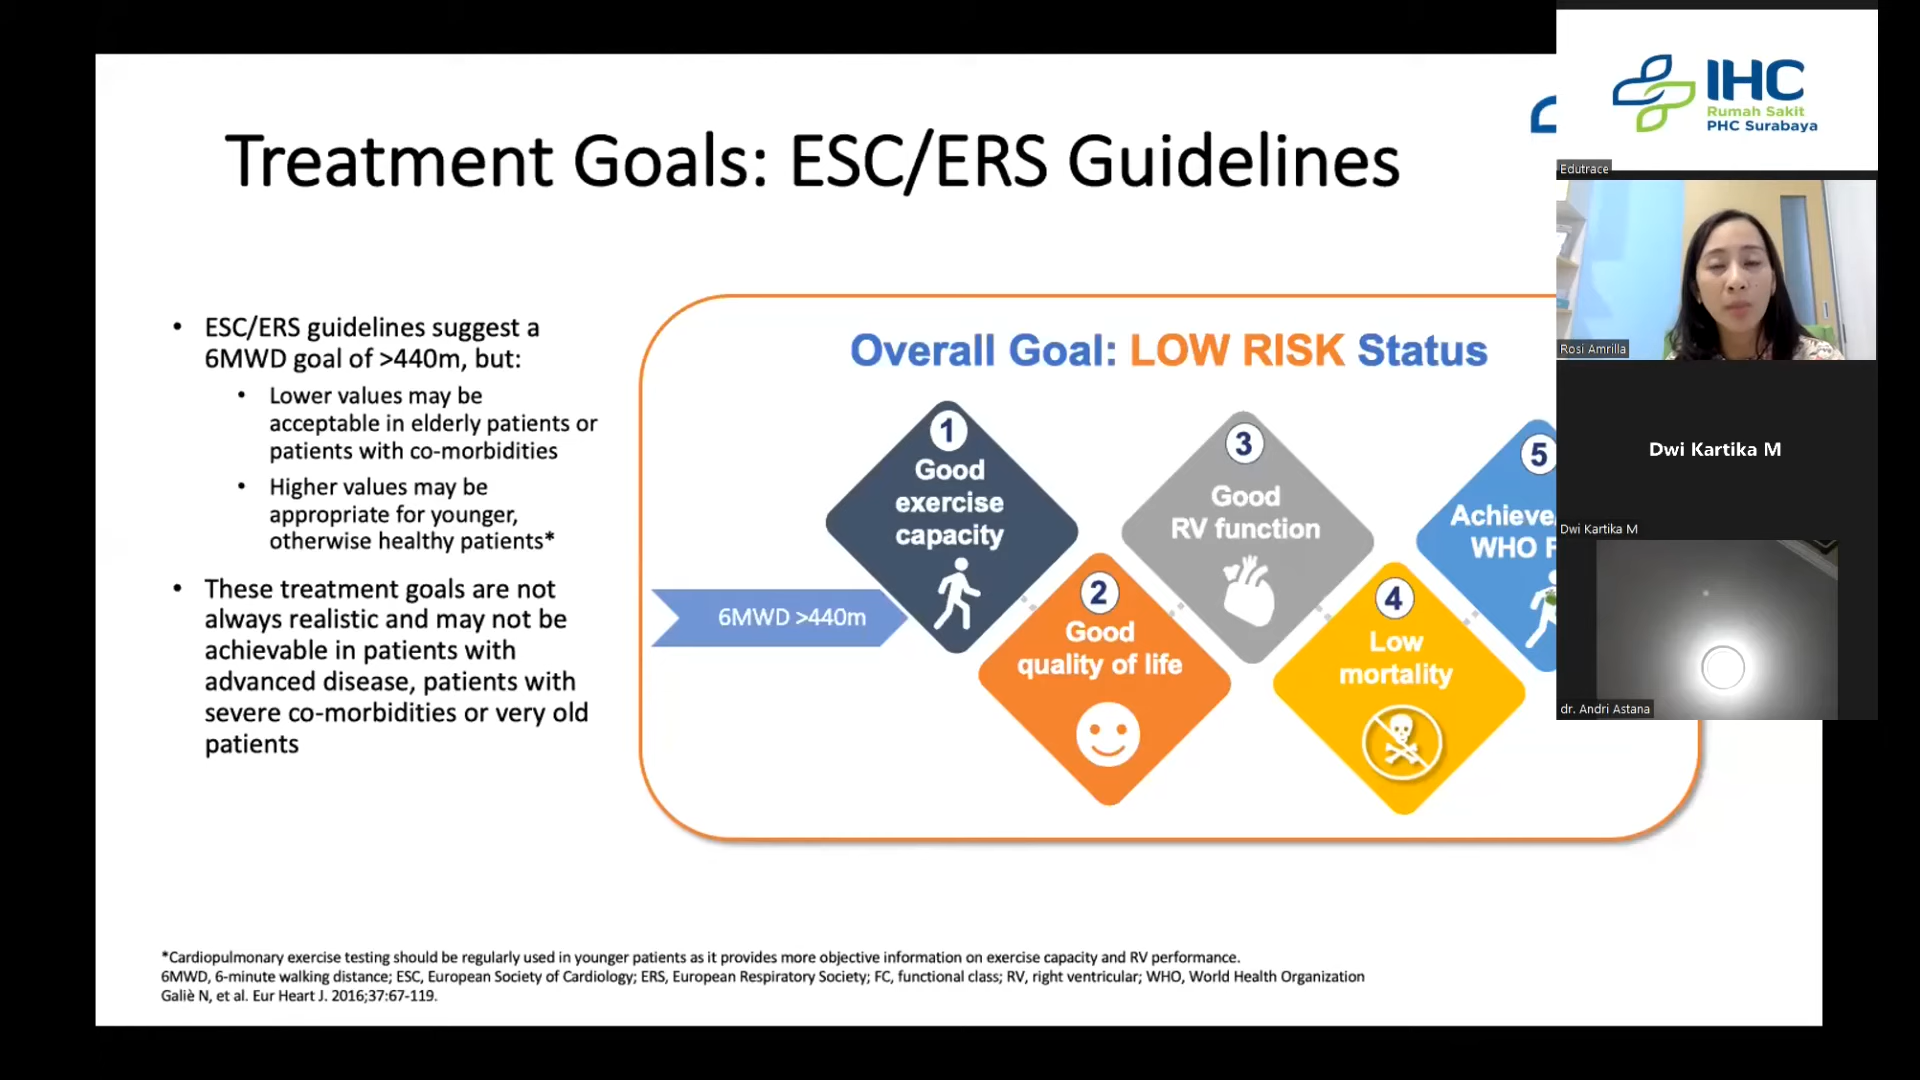 Treatment Goals: ESC/ERS Guidelines
• ESC/ERS guidelines suggest a
6MWD goal of >440m, but:
• Lower values may be
acceptable in elderly patients or
patients with co-morbidities
• Higher values may be
appropriate for younger,
otherwise healthy patients*
• These treatment goals are not
always realistic and may not be
achievable in patients with
advanced disease, patients with
severe co-morbidities or very old
patients
Overall Goal: LOW RISK Status
6MWD >440m
1
Good
exercise
capacity
2
Good
quality of life
3
Good
RV function
4
Low
mortality
5
Achieve
WHO F
*Cardiopulmonary exercise testing should be regularly used in younger patients as it provides more objective information on exercise capacity and RV performance.
6MWD, 6-minute walking distance; ESC, European Society of Cardiology; ERS, European Respiratory Society; FC, functional class; RV, right ventricular; WHO, World Health Organization
Galiè N, et al. Eur Heart J. 2016;37:67-119.
IHC
Rumah Sakit
PHC Surabaya
Edutrace
Rosi Amrilla
Dwi Kartika M
Dwi Kartika M
dr. Andri Astana